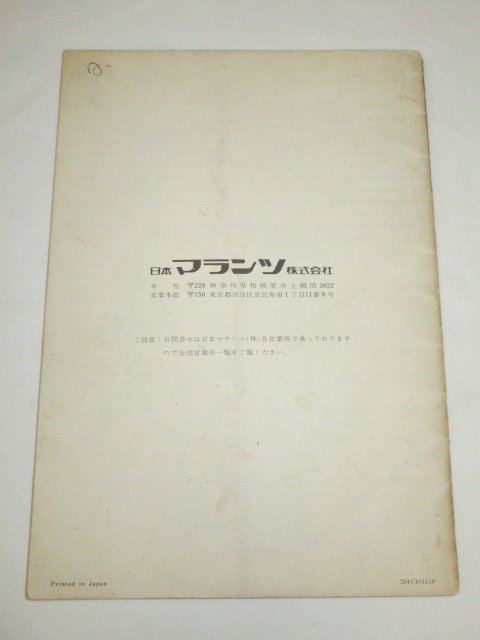 日本マランツ株式会社
本社 〒228 神奈川県相模原市上鶴間3622
営業本部 〒150 東京都渋谷区恵比寿南1丁目11番9号
ご注意:お問合せは日本マランツ(株)各営業所で承っております
ので全国営業所一覧をご覧ください。
Printed in Japan